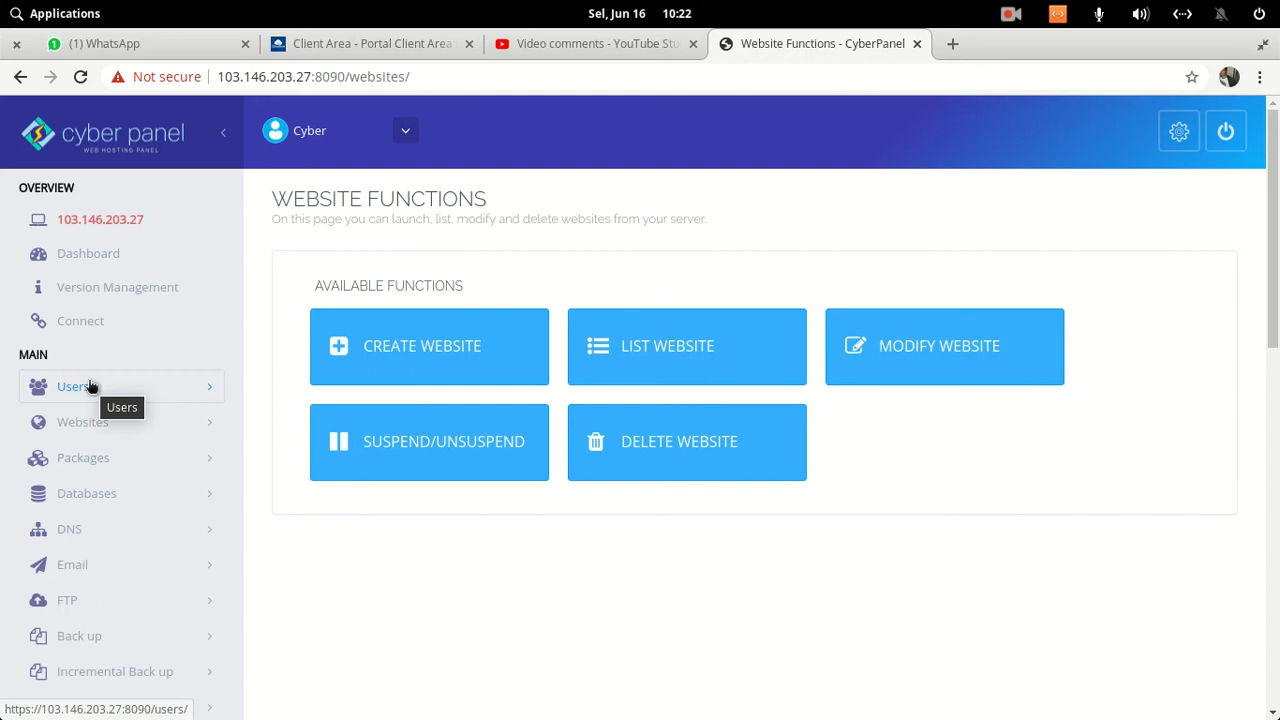 Applications
Sel, Jun 16 10:22
(1) WhatsApp
Client Area - Portal Client Area
Video comments - YouTube Stu
Website Functions - CyberPanel
Not secure
103.146.203.27:8090/websites/
cyber panel
WEB HOSTING PANEL
Cyber
OVERVIEW
103.146.203.27
Dashboard
Version Management
Connect
MAIN
Users
Users
Websites
Packages
Databases
DNS
Email
FTP
Back up
Incremental Back up
https://103.146.203.27:8090/users/
WEBSITE FUNCTIONS
On this page you can launch, list, modify and delete websites from your server.
AVAILABLE FUNCTIONS
CREATE WEBSITE
LIST WEBSITE
MODIFY WEBSITE
SUSPEND/UNSUSPEND
DELETE WEBSITE